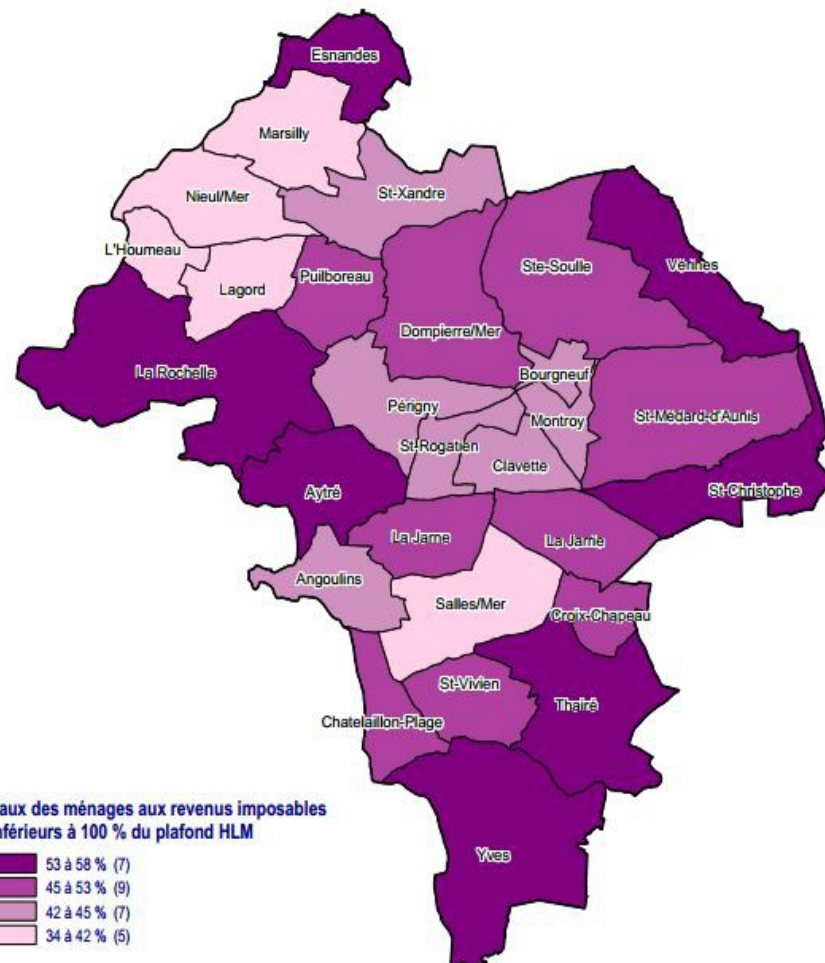 Esnandes
Marsilly
Nieul/Mer
St-Xandre
L'Houmeau
Lagord
Puilboreau
Ste-Soulle
Vérines
Dompierre/Mer
La Rochelle
Bourgneuf
Périgny
Montroy
St-Médard-d'Aunis
St-Rogatien
Clavette
St-Christophe
Aytré
La Jarne
La Jarrie
Angoulins
Salles/Mer
Croix-Chapeau
St-Vivien
Thairé
Chatelaillon-Plage
Yves
aux des ménages aux revenus imposables
nférieurs à 100 % du plafond HLM
53 à 58 % (7)
45 à 53 % (9)
42 à 45 % (7)
34 à 42 % (5)